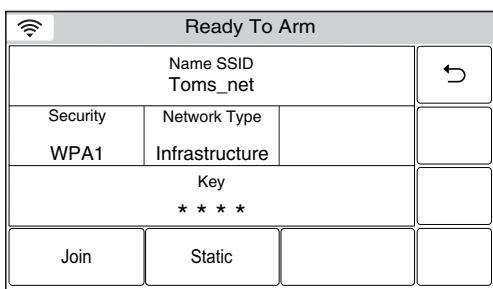 Ready To Arm
Name SSID
Toms_net
Security Network Type
WPA1 Infrastructure
Key
* * * *
Join Static